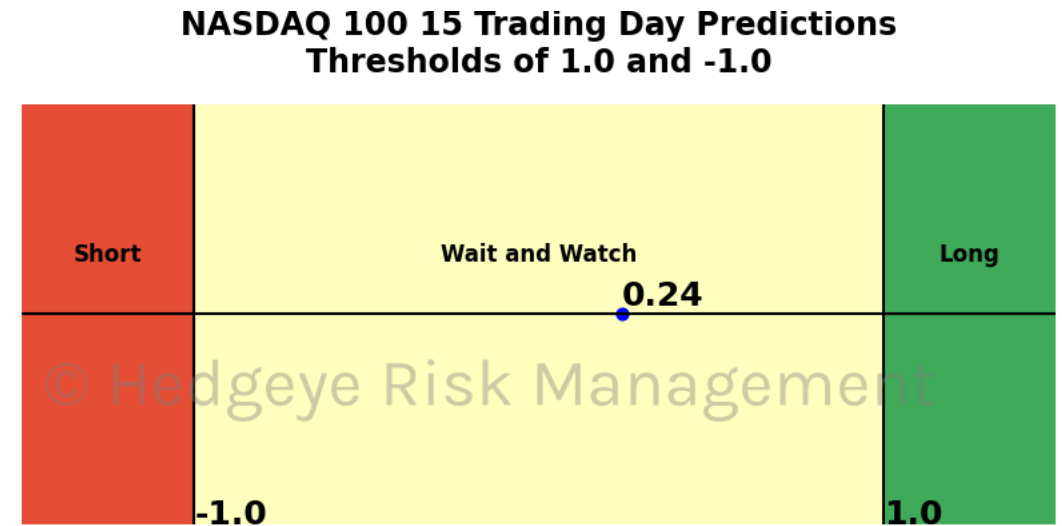 NASDAQ 100 15 Trading Day Predictions
Thresholds of 1.0 and -1.0
Short
Wait and Watch
Long
0.24
© Hedgeye Risk Management
-1.0
1.0